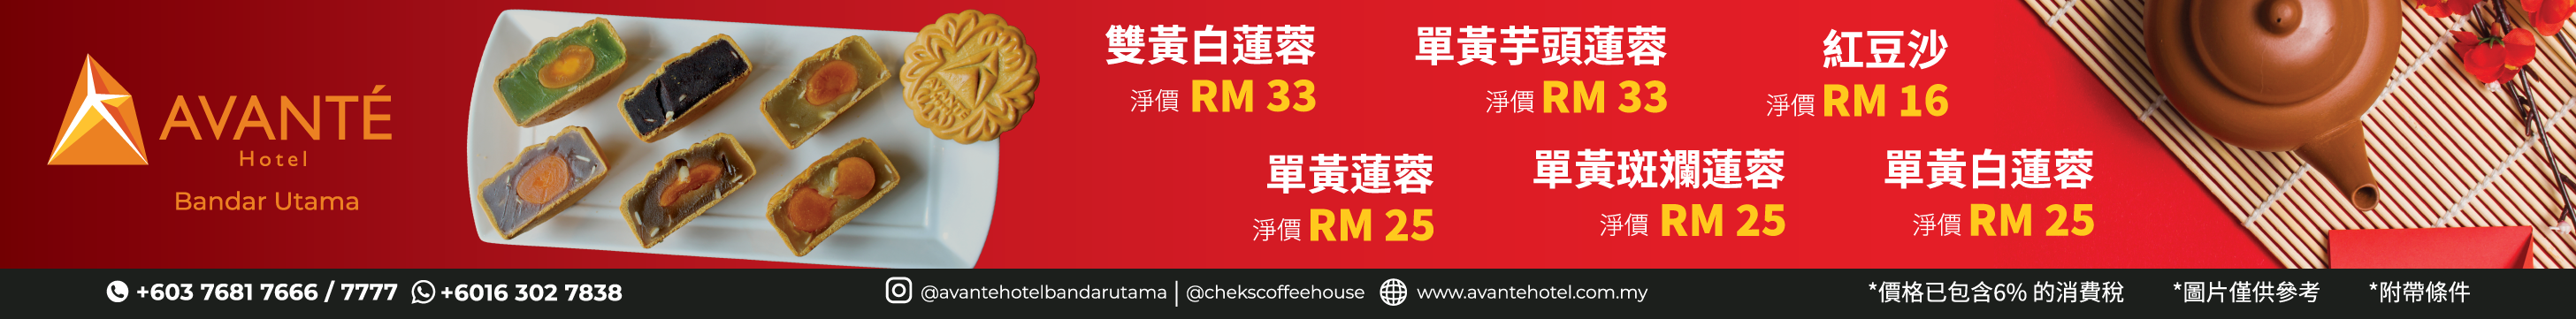 AVANTÉ
Hotel
Bandar Utama
AVANTE
雙黃白蓮蓉
淨價 RM 33
單黃芋頭蓮蓉
淨價 RM 33
紅豆沙
淨價 RM 16
單黃蓮蓉
淨價 RM 25
單黃斑斕蓮蓉
淨價 RM 25
單黃白蓮蓉
淨價 RM 25
+603 7681 7666 / 7777 +6016 302 7838
@avantehotelbandarutama | @chekscoffeehouse www.avantehotel.com.my
*價格已包含6% 的消費稅 *圖片僅供參考 *附帶條件